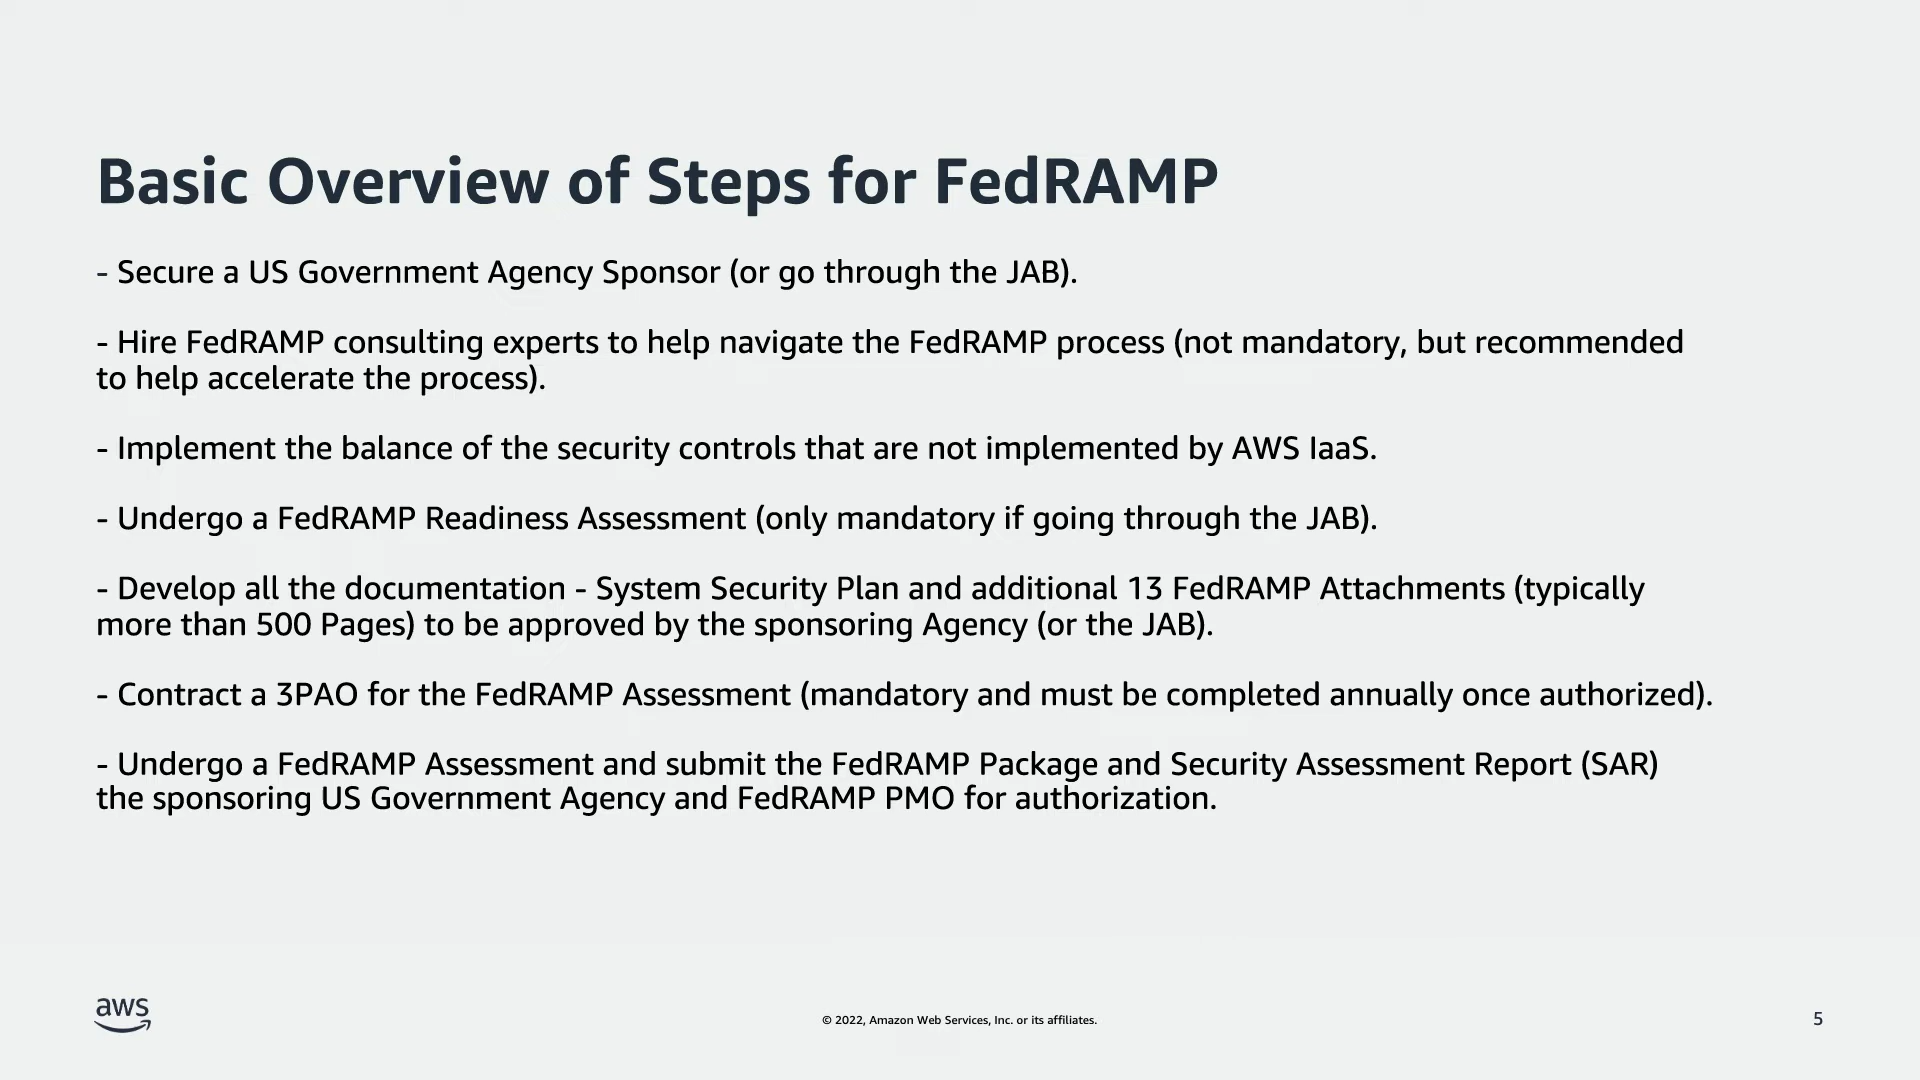 Basic Overview of Steps for FedRAMP
- Secure a US Government Agency Sponsor (or go through the JAB).
- Hire FedRAMP consulting experts to help navigate the FedRAMP process (not mandatory, but recommended
to help accelerate the process).
- Implement the balance of the security controls that are not implemented by AWS IaaS.
- Undergo a FedRAMP Readiness Assessment (only mandatory if going through the JAB).
- Develop all the documentation - System Security Plan and additional 13 FedRAMP Attachments (typically
more than 500 Pages) to be approved by the sponsoring Agency (or the JAB).
- Contract a 3PAO for the FedRAMP Assessment (mandatory and must be completed annually once authorized).
- Undergo a FedRAMP Assessment and submit the FedRAMP Package and Security Assessment Report (SAR)
the sponsoring US Government Agency and FedRAMP PMO for authorization.
aws
© 2022, Amazon Web Services, Inc. or its affiliates.
5